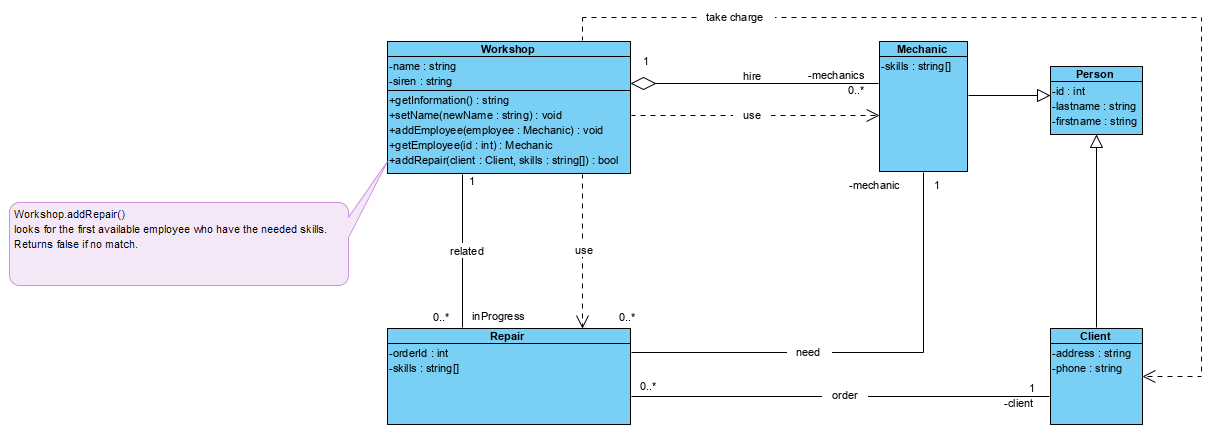 take charge
Workshop
-name : string
-siren : string
+getInformation() : string
+setName(newName : string) : void
+addEmployee(employee : Mechanic) : void
+getEmployee(id : int) : Mechanic
+addRepair(client : Client, skills : string[]) : bool
1
hire
-mechanics
0..*
use
Mechanic
-skills : string[]
Person
-id : int
-lastname : string
-firstname : string
1
-mechanic
1
Workshop.addRepair()
looks for the first available employee who have the needed skills.
Returns false if no match.
related
use
0..*
inProgress
0..*
Repair
-orderId : int
-skills : string[]
need
0..*
order
1
-client
Client
-address : string
-phone : string